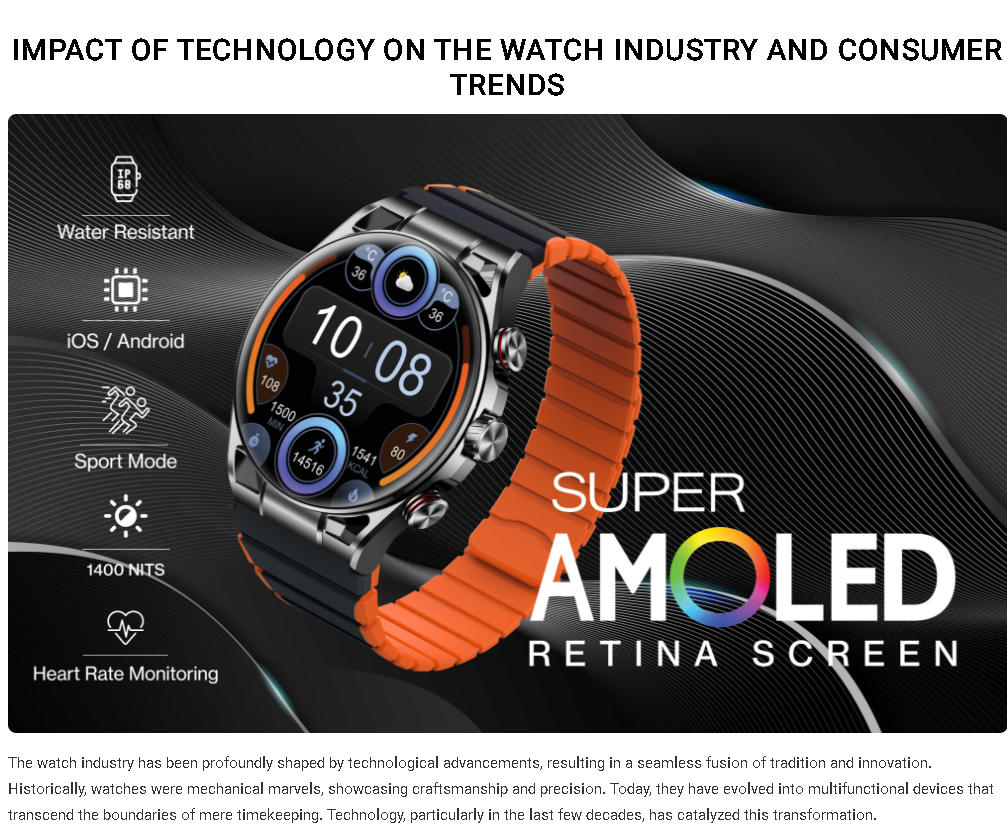 IMPACT OF TECHNOLOGY ON THE WATCH INDUSTRY AND CONSUMER
TRENDS
IP
68
Water Resistant
iOS / Android
Sport Mode
1400 NITS
Heart Rate Monitoring
°C
36
°C
36
10 08
35
108
1500
MIN
14516
1541
KCAL
80
SUPER
AMOLED
RETINA SCREEN
The watch industry has been profoundly shaped by technological advancements, resulting in a seamless fusion of tradition and innovation.
Historically, watches were mechanical marvels, showcasing craftsmanship and precision. Today, they have evolved into multifunctional devices that
transcend the boundaries of mere timekeeping. Technology, particularly in the last few decades, has catalyzed this transformation.